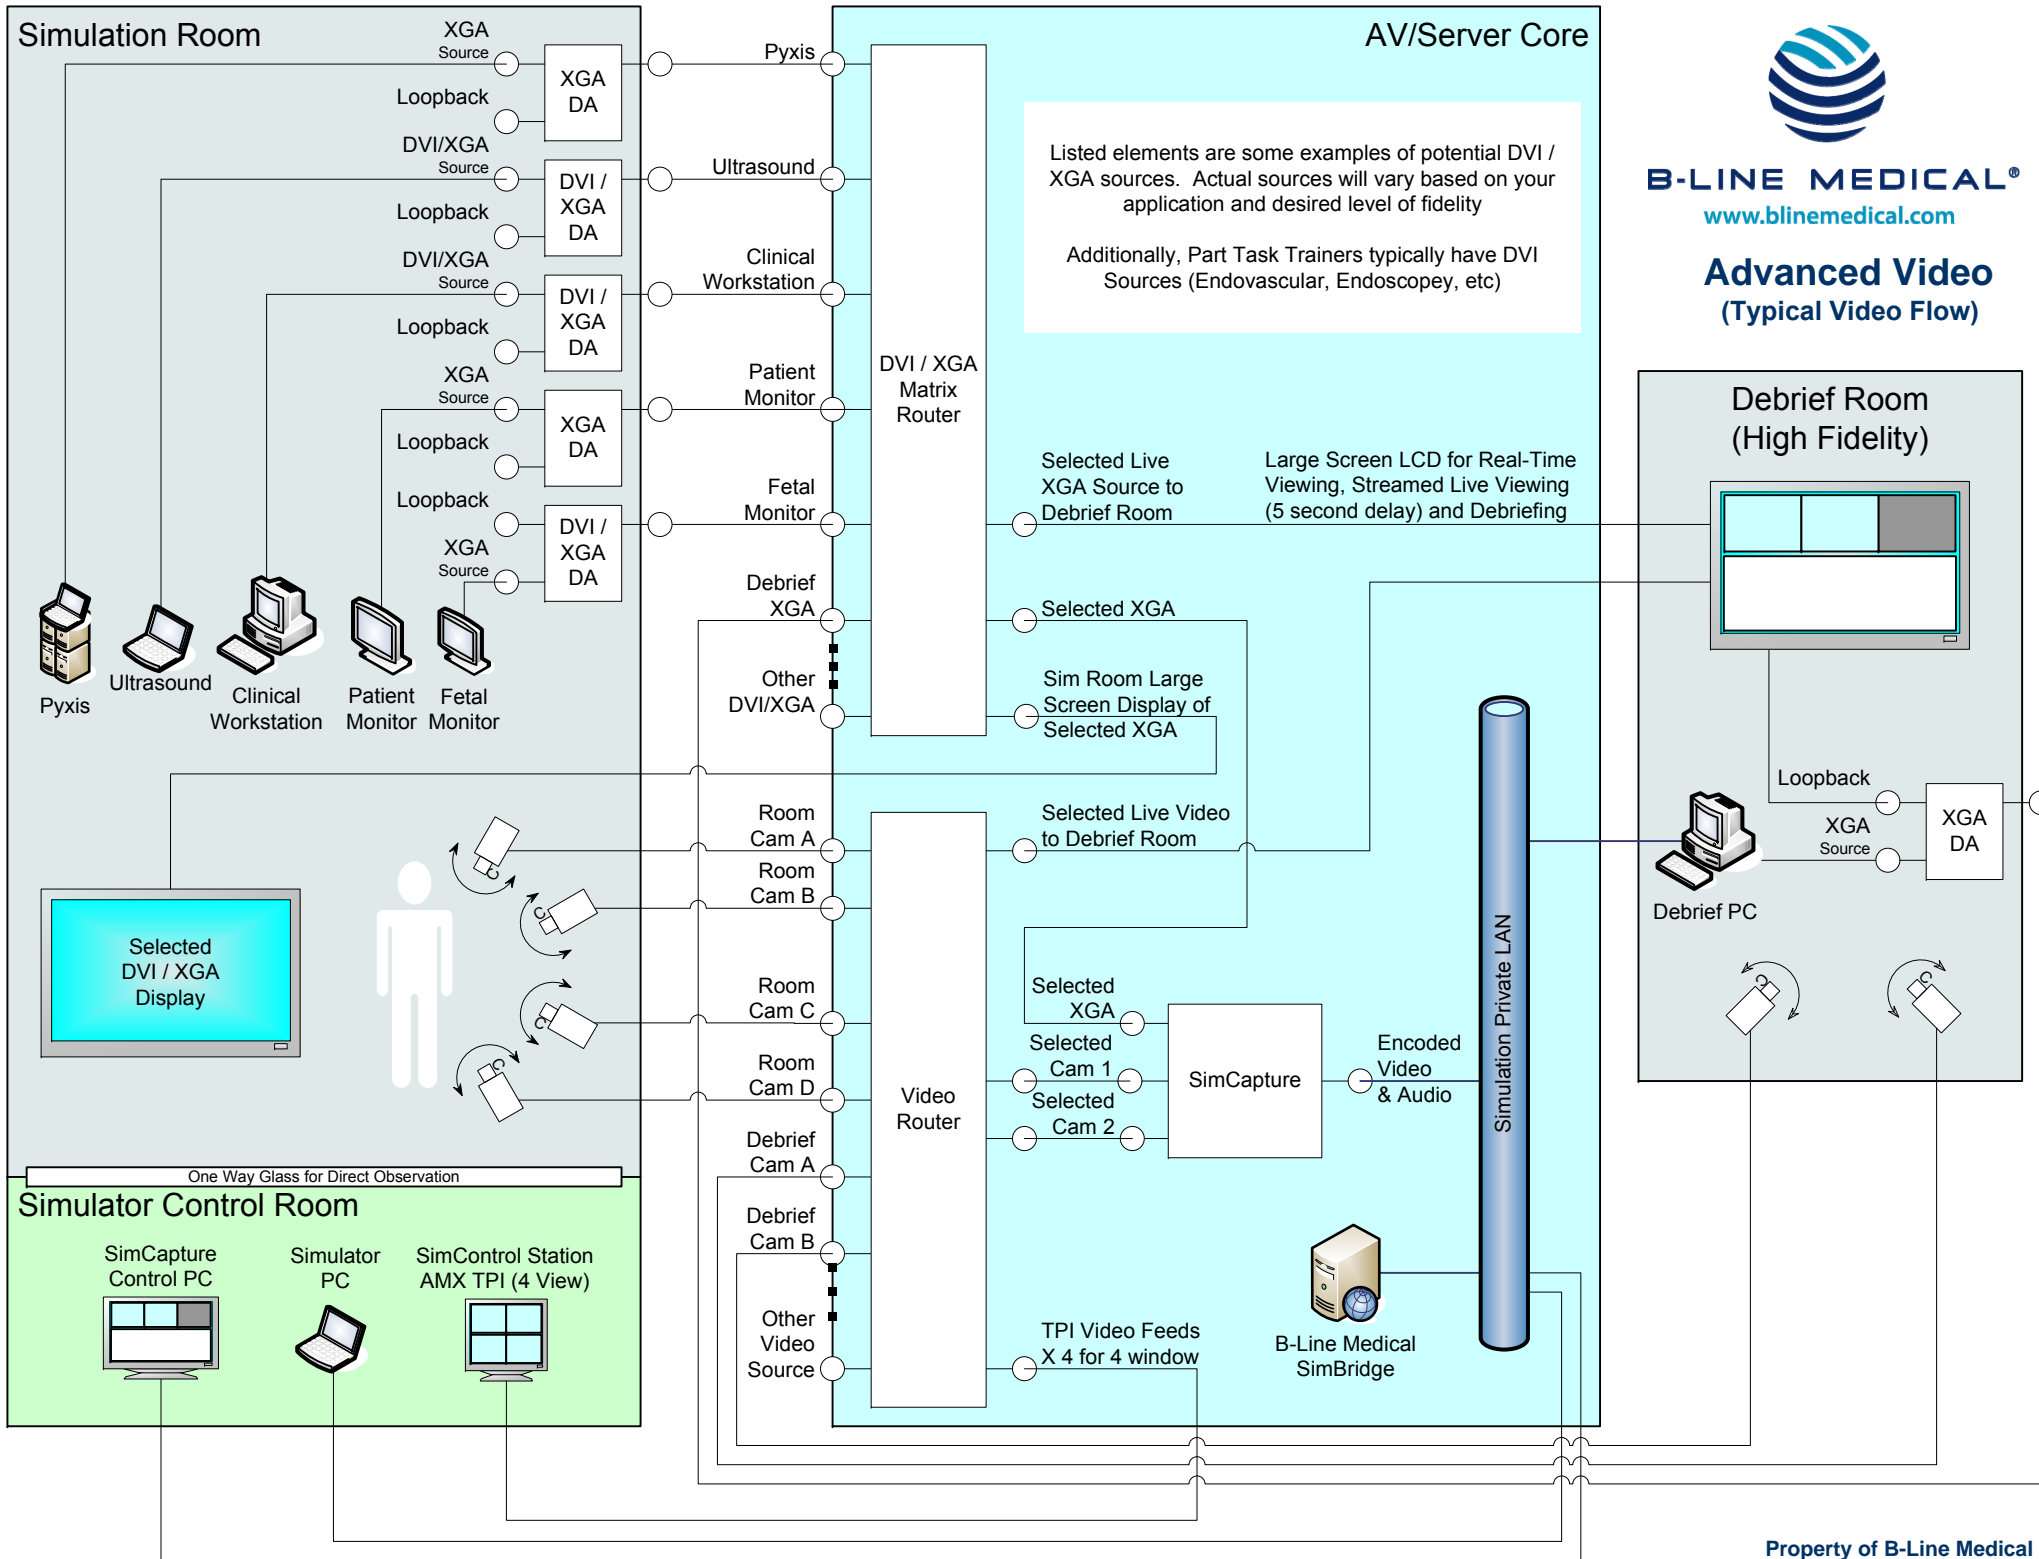 Simulation Room
XGA
Source
Loopback
XGA
DA
DVI/XGA
Source
Loopback
DVI /
XGA
DA
DVI/XGA
Source
Loopback
DVI /
XGA
DA
XGA
Source
Loopback
XGA
DA
Loopback
XGA
Source
DVI /
XGA
DA
Pyxis
Ultrasound
Clinical
Workstation
Patient
Monitor
Fetal
Monitor
Selected
DVI / XGA
Display
C
C
C
C
One Way Glass for Direct Observation
Simulator Control Room
SimCapture
Control PC
Simulator
PC
SimControl Station
AMX TPI (4 View)
Pyxis
Ultrasound
Clinical
Workstation
Patient
Monitor
Fetal
Monitor
Debrief
XGA
Other
DVI/XGA
Room
Cam A
Room
Cam B
Room
Cam C
Room
Cam D
Debrief
Cam A
Debrief
Cam B
Other
Video
Source
AV/Server Core
Listed elements are some examples of potential DVI /
XGA sources. Actual sources will vary based on your
application and desired level of fidelity
Additionally, Part Task Trainers typically have DVI
Sources (Endovascular, Endoscopey, etc)
DVI / XGA
Matrix
Router
Selected Live
XGA Source to
Debrief Room
Large Screen LCD for Real-Time
Viewing, Streamed Live Viewing
(5 second delay) and Debriefing
Selected XGA
Sim Room Large
Screen Display of
Selected XGA
Selected Live Video
to Debrief Room
Video
Router
Selected
XGA
Selected
Cam 1
Selected
Cam 2
SimCapture
Encoded
Video
& Audio
Simulation Private LAN
TPI Video Feeds
X 4 for 4 window
B-Line Medical
SimBridge
B-LINE MEDICAL®
www.blinemedical.com
Advanced Video
(Typical Video Flow)
Debrief Room
(High Fidelity)
Loopback
XGA
Source
XGA
DA
Debrief PC
C
C
Property of B-Line Medical